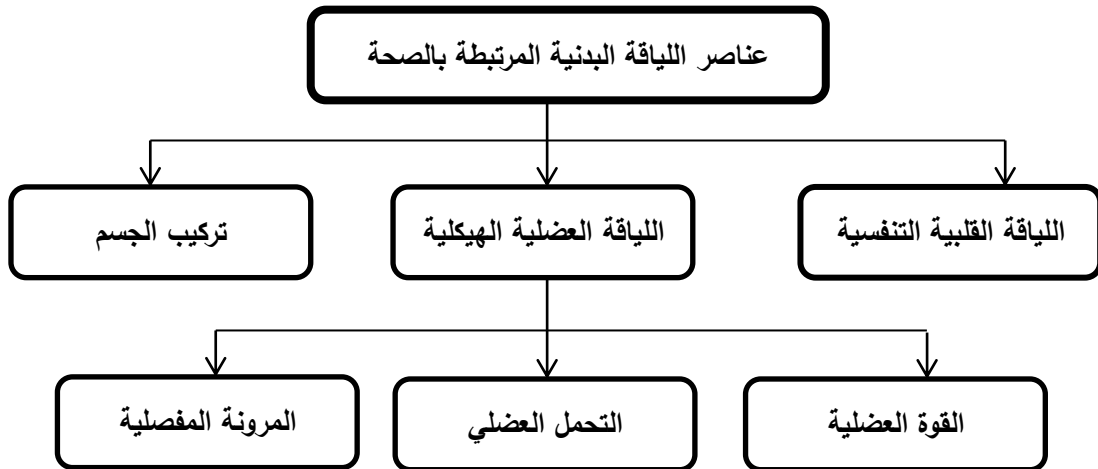 عناصر اللياقة البدنية المرتبطة بالصحة
اللياقة القلبية التنفسية
اللياقة العضلية الهيكلية
تركيب الجسم
القوة العضلية
التحمل العضلي
المرونة المفصلية